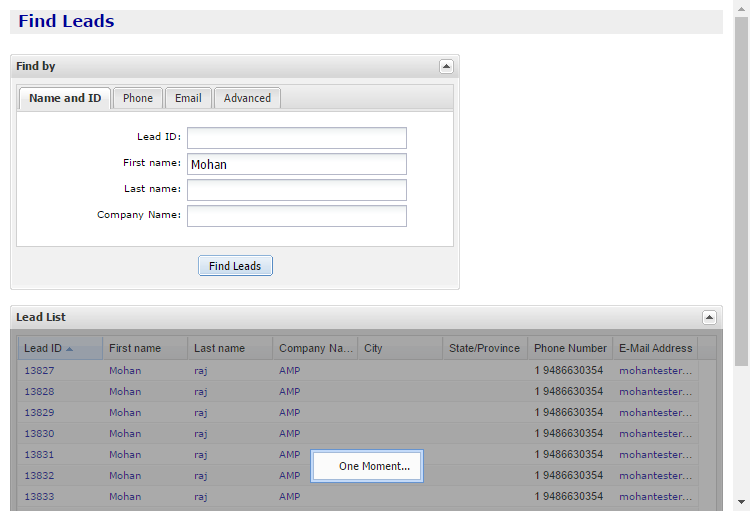 Find Leads
Find by
Name and ID Phone Email Advanced
Lead ID:
First name: Mohan
Last name:
Company Name:
Find Leads
Lead List
Lead ID First name Last name Company Na... City State/Province Phone Number E-Mail Address
13827 Mohan raj AMP 1 9486630354 mohantester...
13828 Mohan raj AMP 1 9486630354 mohantester...
13829 Mohan raj AMP 1 9486630354 mohantester...
13830 Mohan raj AMP 1 9486630354 mohantester...
13831 Mohan raj AMP 1 9486630354 mohantester...
One Moment...
13832 Mohan raj AMP 1 9486630354 mohantester...
13833 Mohan raj AMP 1 9486630354 mohantester...